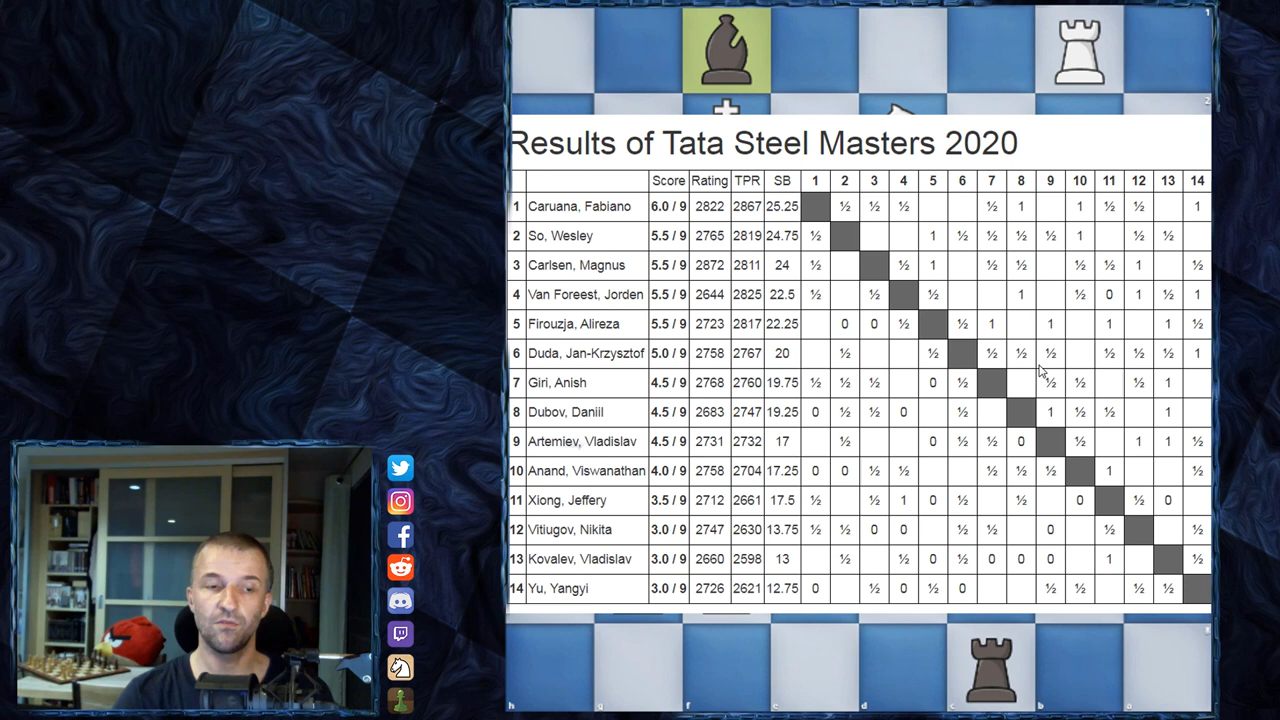 Results of Tata Steel Masters 2020
Score Rating TPR SB 1 2 3 4 5 6 7 8 9 10 11 12 13 14
1 Caruana, Fabiano 6.0 / 9 2822 2867 25.25 ½ ½ ½ ½ 1 1 ½ ½ 1
2 So, Wesley 5.5 / 9 2765 2819 24.75 ½ 1 ½ ½ ½ ½ 1 ½ ½
3 Carlsen, Magnus 5.5 / 9 2872 2811 24 ½ ½ 1 ½ ½ ½ ½ 1 ½
4 Van Foreest, Jorden 5.5 / 9 2644 2825 22.5 ½ ½ ½ 1 ½ 0 1 ½ 1
5 Firouzja, Alireza 5.5 / 9 2723 2817 22.25 0 0 ½ ½ 1 1 1 1 ½
6 Duda, Jan-Krzysztof 5.0 / 9 2758 2767 20 ½ ½ ½ ½ ½ ½ ½ ½ 1
7 Giri, Anish 4.5 / 9 2768 2760 19.75 ½ ½ ½ 0 ½ ½ ½ ½ 1
8 Dubov, Daniil 4.5 / 9 2683 2747 19.25 0 ½ ½ 0 ½ 1 ½ ½ 1
9 Artemiev, Vladislav 4.5 / 9 2731 2732 17 ½ 0 ½ ½ 0 ½ 1 1 ½
10 Anand, Viswanathan 4.0 / 9 2758 2704 17.25 0 0 ½ ½ ½ ½ ½ 1 ½
11 Xiong, Jeffery 3.5 / 9 2712 2661 17.5 ½ ½ 1 0 ½ ½ 0 ½ 0
12 Vitiugov, Nikita 3.0 / 9 2747 2630 13.75 ½ ½ 0 0 ½ ½ 0 ½ ½
13 Kovalev, Vladislav 3.0 / 9 2660 2598 13 ½ ½ 0 ½ 0 0 0 1 ½
14 Yu, Yangyi 3.0 / 9 2726 2621 12.75 0 ½ 0 ½ 0 ½ ½ ½ ½
h g f e d c b a
1
2